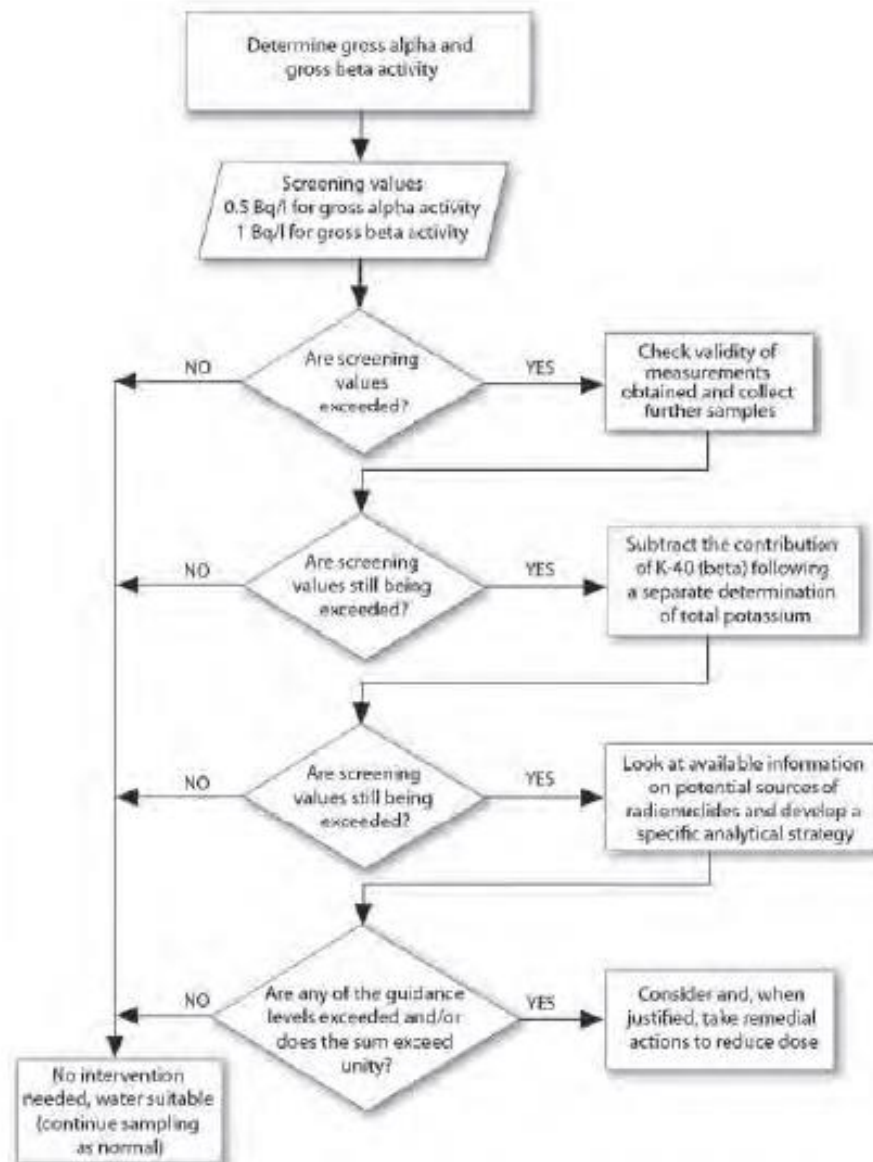 Determine gross alpha and
gross beta activity
Screening values
0.5 Bq/l for gross alpha activity
1 Bq/l for gross beta activity
Are screening
values
exceeded?
NO
YES
Check validity of
measurements
obtained and collect
further samples
Are screening
values still being
exceeded?
NO
YES
Subtract the contribution
of K-40 (beta) following
a separate determination
of total potassium
Are screening
values still being
exceeded?
NO
YES
Look at available information
on potential sources of
radionuclides and develop a
specific analytical strategy
Are any of the guidance
levels exceeded and/or
does the sum exceed
unity?
NO
YES
Consider and, when
justified, take remedial
actions to reduce dose
No intervention
needed, water suitable
(continue sampling
as normal)